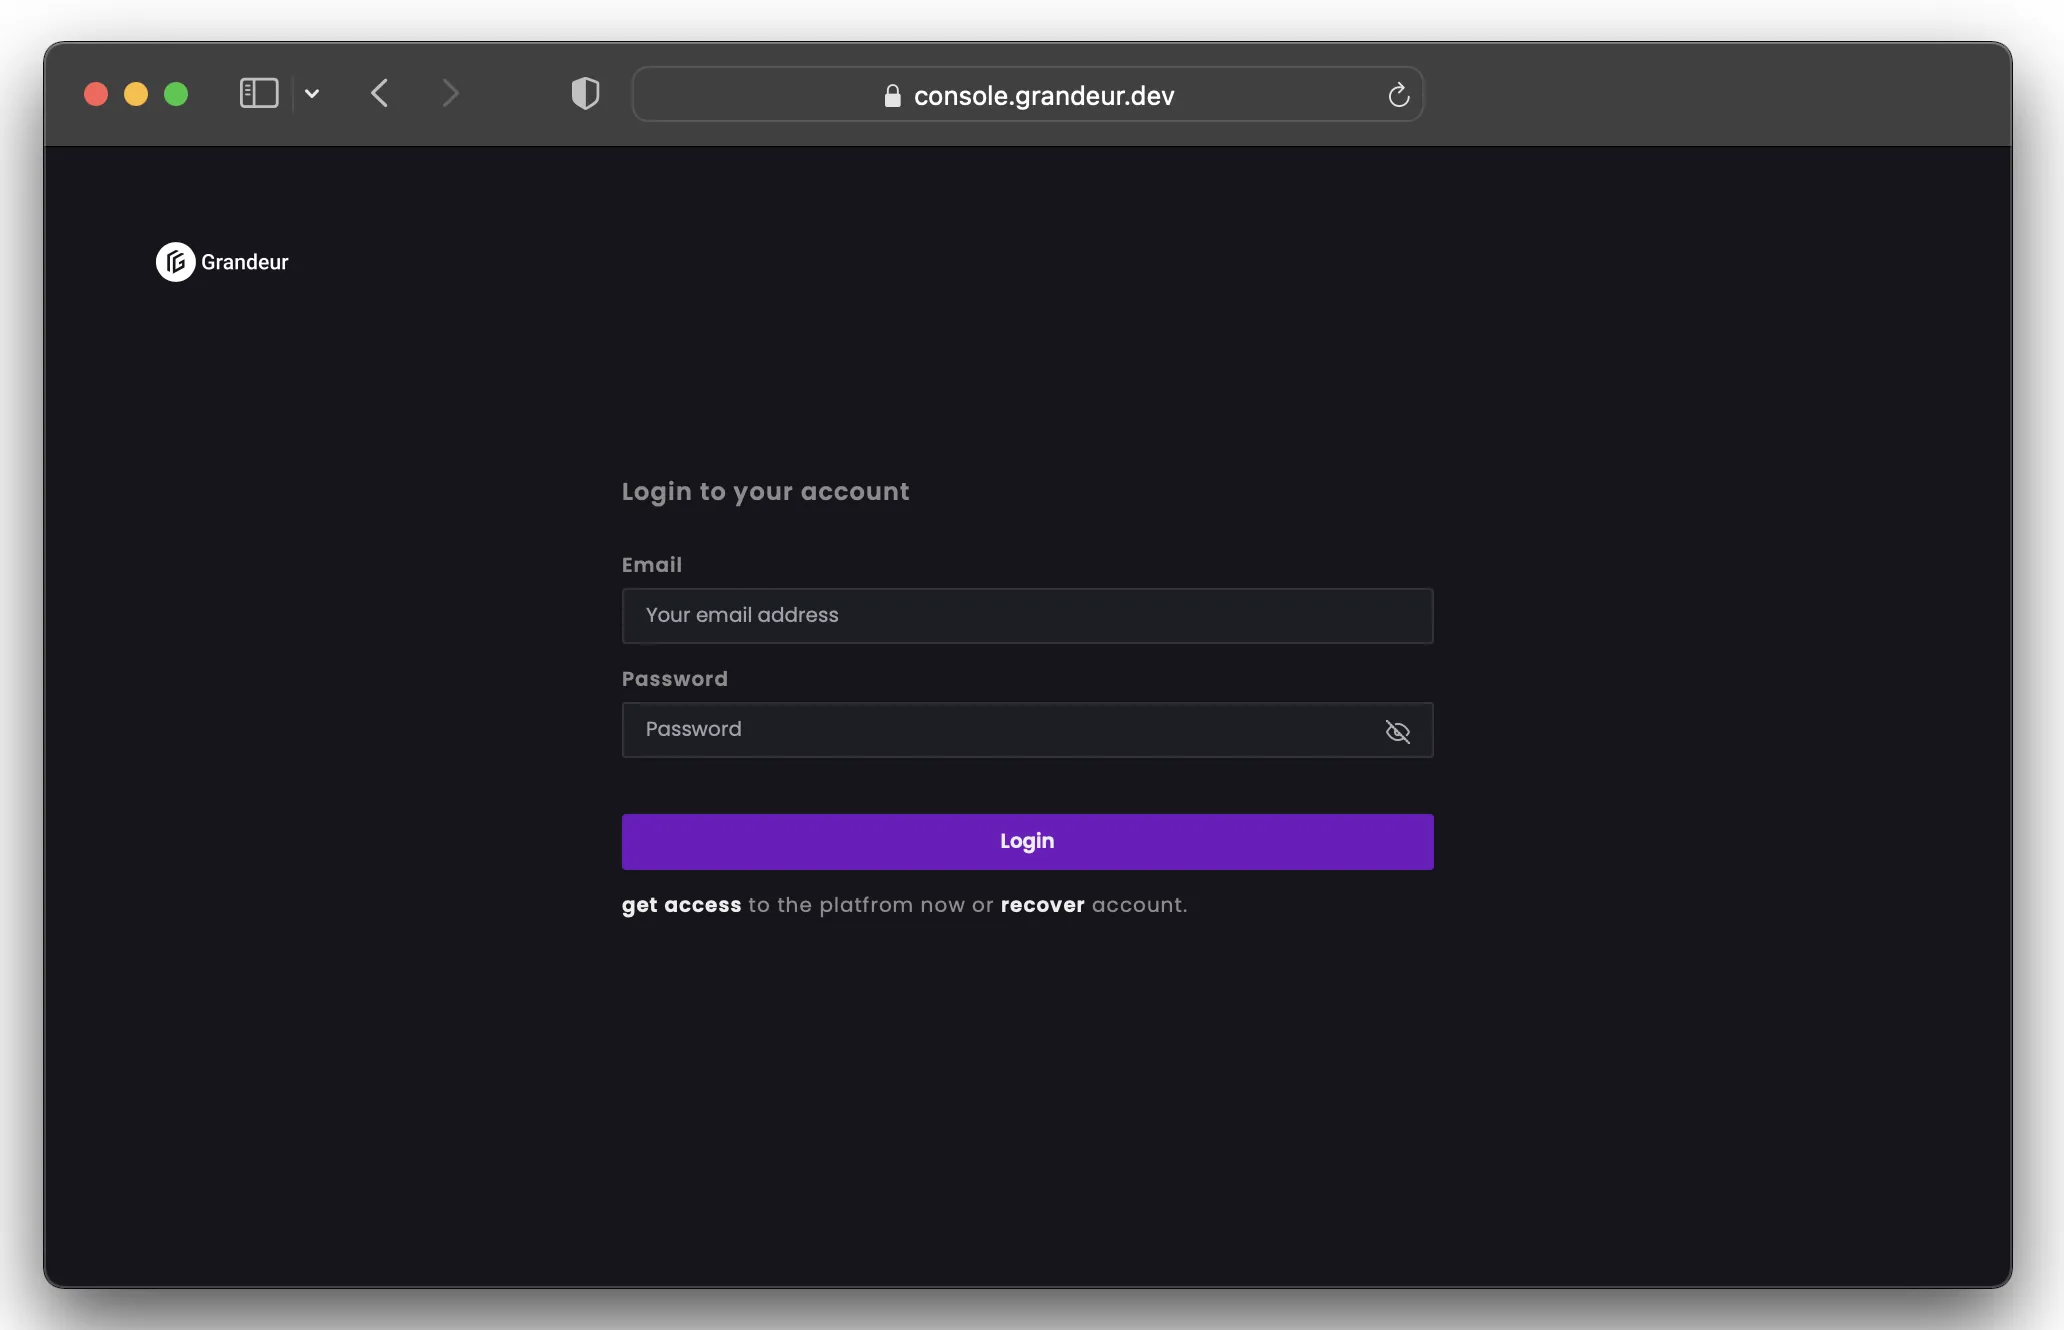 console.grandeur.dev
Grandeur
Login to your account
Email
Your email address
Password
Password
Login
get access to the platfrom now or recover account.